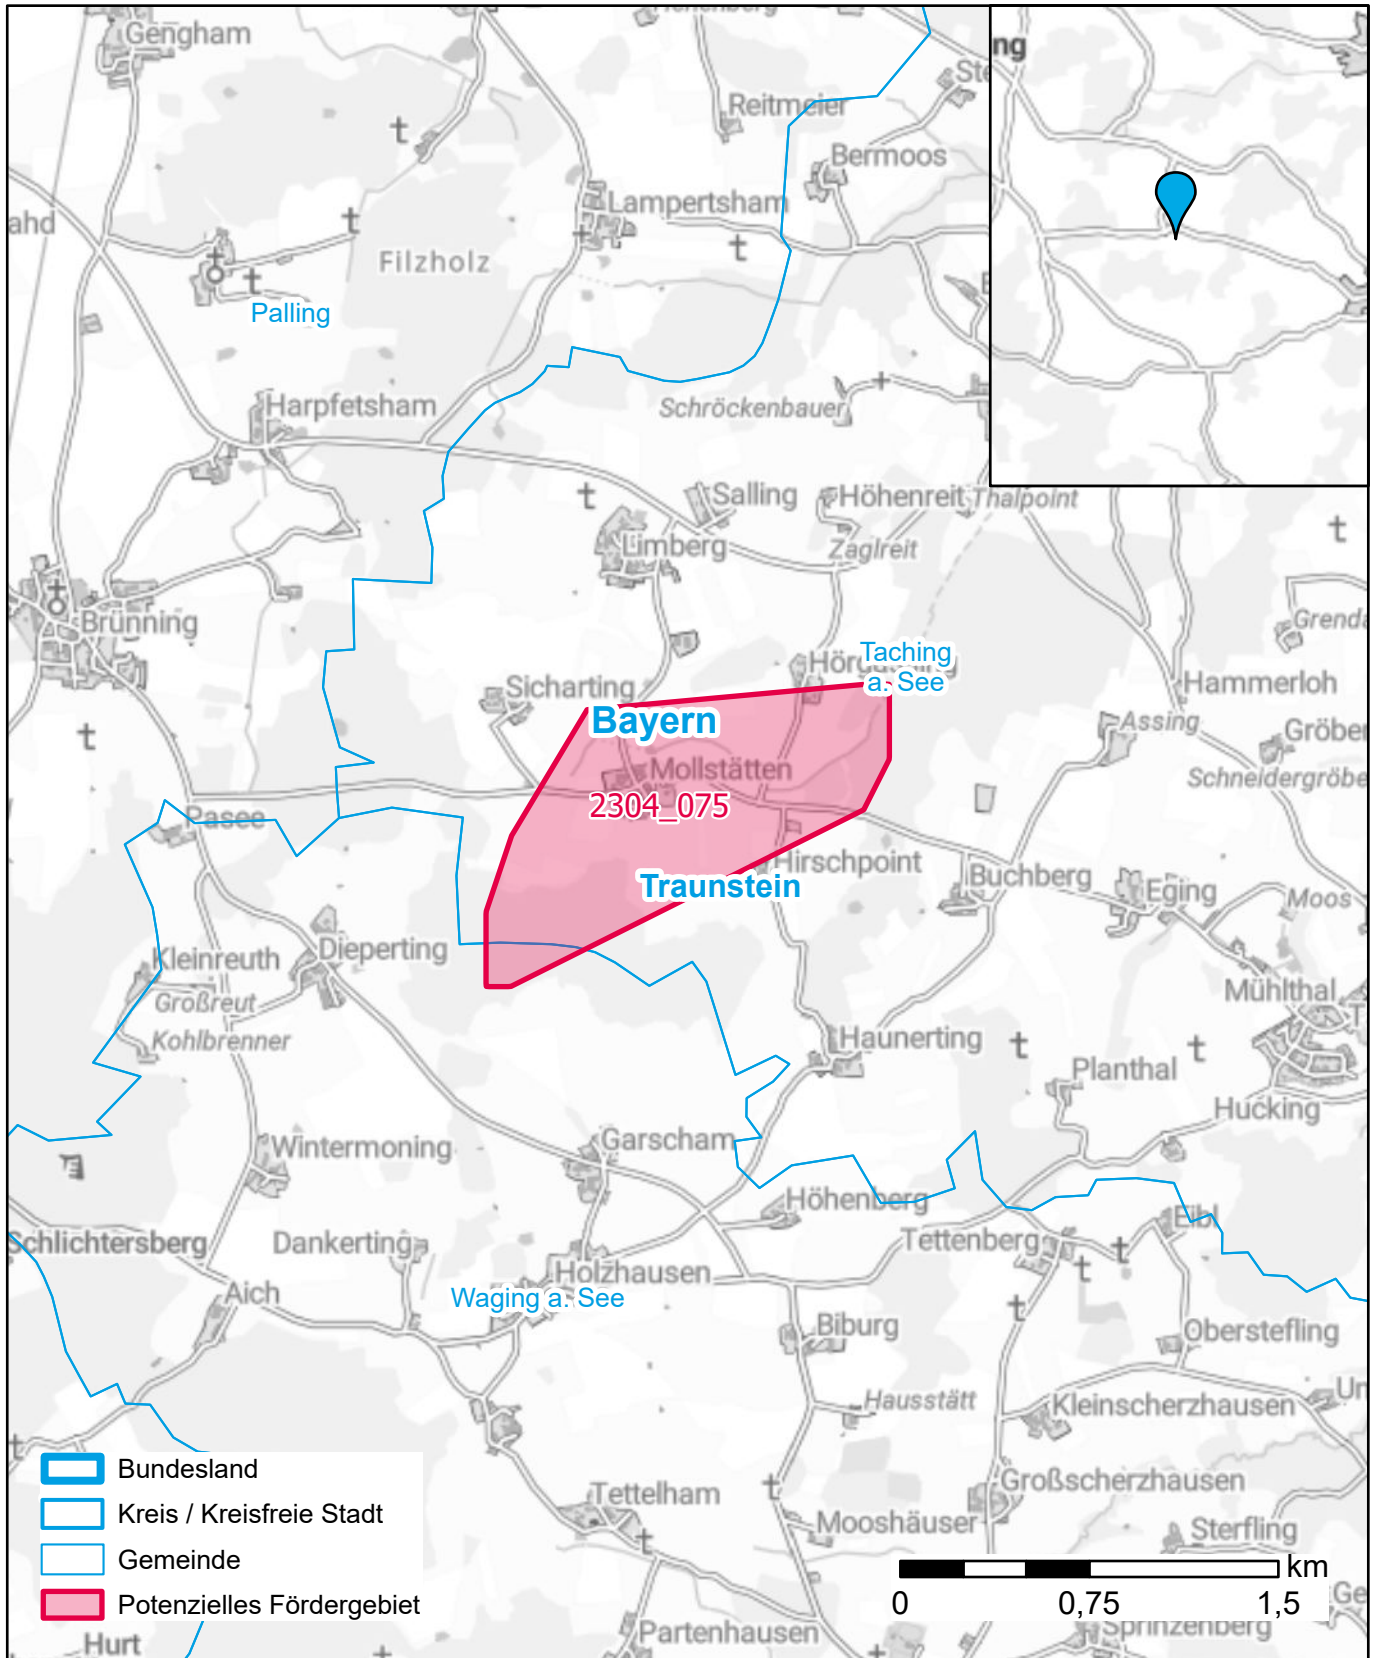 Gengham
Reitmeier
Bermoos
Lampertsham
ahd
Filzholz
Palling
Harpfetsham
Schröckenbauer
ng
Salling
Höhenreit
Thalpoint
Limberg
Zaglreit
Brünning
Taching
a. See
Sicharting
Hammerloh
Bayern
Assing
Mollstätten
2304_075
Pasee
Hirschpoint
Traunstein
Buchberg
Eging
Moos
Dieperting
Kleinreuth
Großreut
Kohlbrenner
Mühlthal
Haunerting
Planthal
Hucking
Wintermoning
Garscham
Höhenberg
Eibl
Schlichtersberg
Dankerting
Tettenberg
Holzhausen
Aich
Waging a. See
Biburg
Oberstefling
Hausstätt
Kleinscherzhausen
Bundesland
Kreis / Kreisfreie Stadt
Gemeinde
Potenzielles Fördergebiet
Großscherzhausen
Tettelham
Mooshäuser
Sterfling
km
0 0,75 1,5
Hurt
Partenhausen
Sprinzenberg